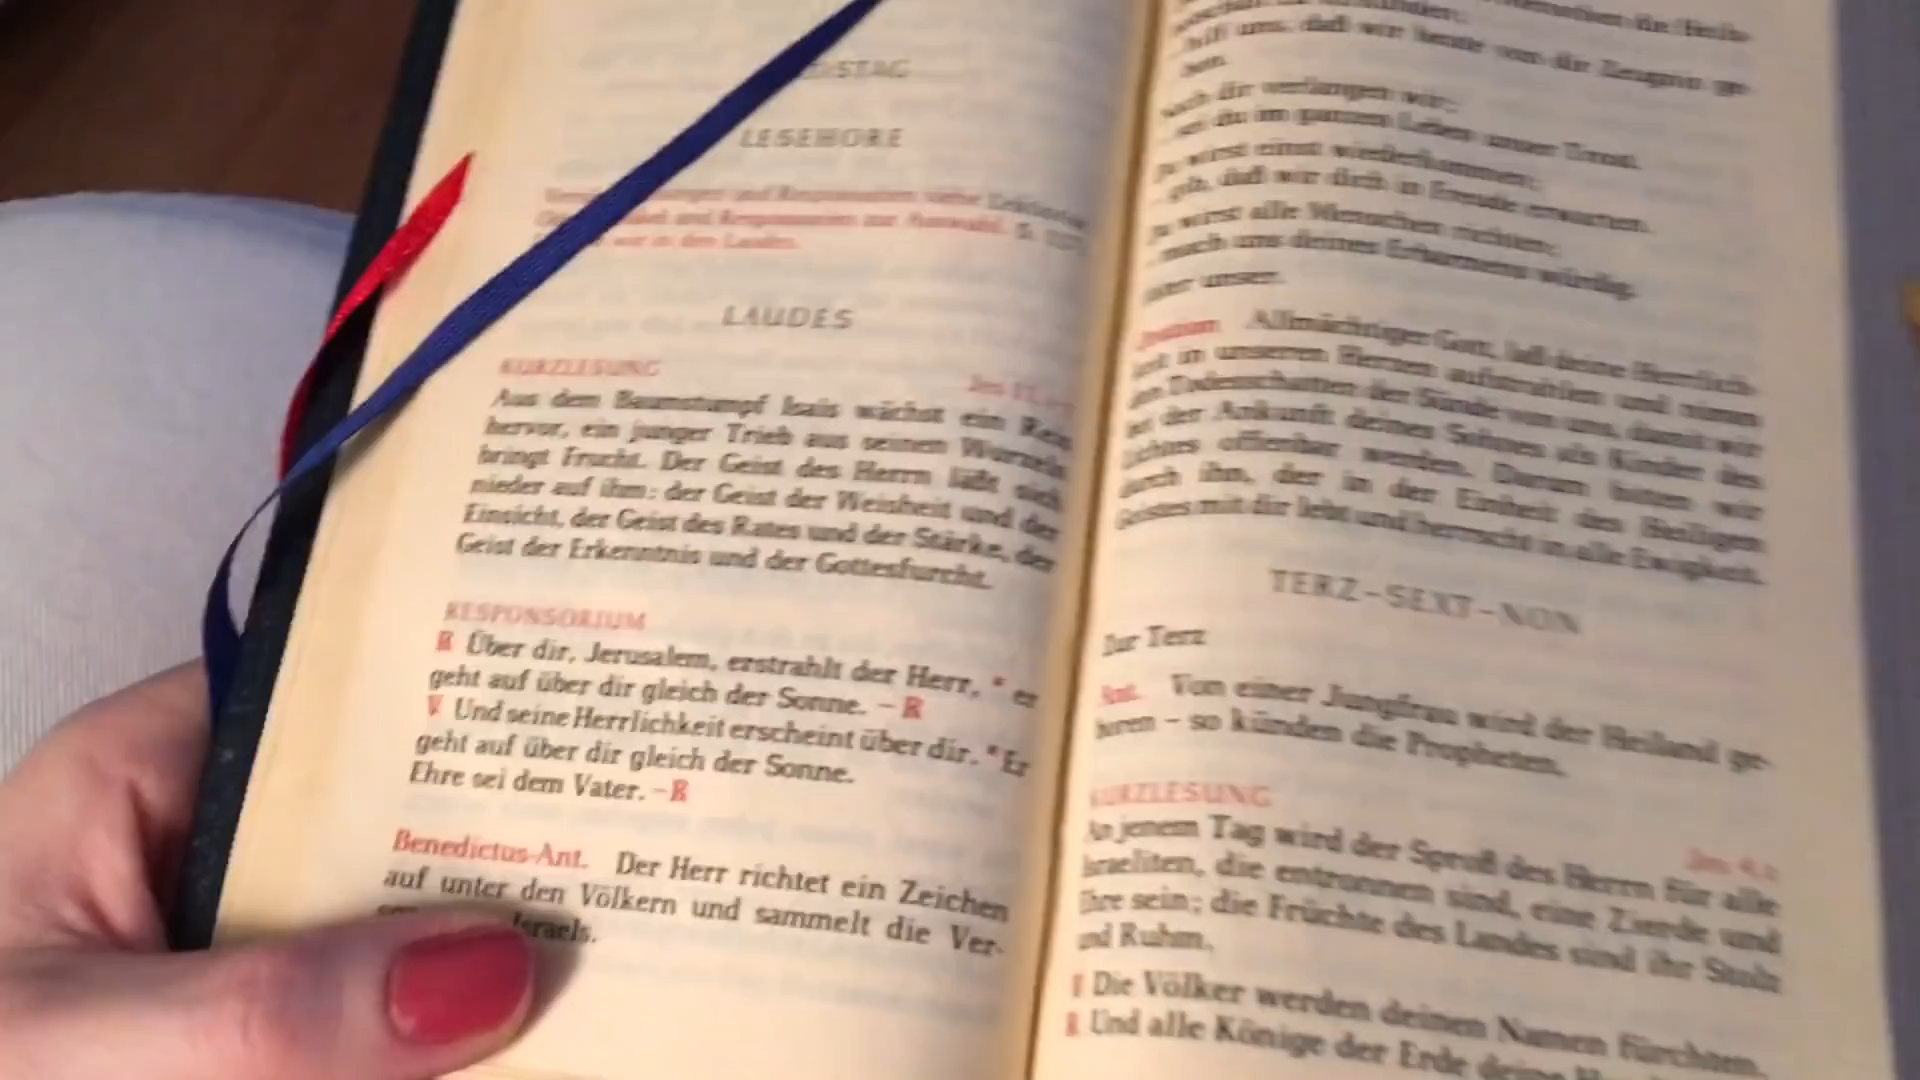 LESEHORE
LAUDES
KURZLESUNG
Aus dem Baumstumpf Isais wächst ein Reis
hervor, ein junger Trieb aus seinen Wurzeln
bringt Frucht. Der Geist des Herrn läßt sich
nieder auf ihm: der Geist der Weisheit und der
Einsicht, der Geist des Rates und der Stärke, der
Geist der Erkenntnis und der Gottesfurcht.
RESPONSORIUM
R Über dir, Jerusalem, erstrahlt der Herr, * er
geht auf über dir gleich der Sonne. – R
V Und seine Herrlichkeit erscheint über dir. * Er
geht auf über dir gleich der Sonne.
Ehre sei dem Vater. – R
Benedictus-Ant. Der Herr richtet ein Zeichen
auf unter den Völkern und sammelt die Ver-
Israels.
hilf uns, daß wir heute von dir Zeugnis ge-
ben.
Nach dir verlangen wir;
sei du im ganzen Leben unser Trost.
Du wirst einst wiederkommen;
gib, daß wir dich in Freude erwarten.
Du wirst alle Menschen richten;
mach uns deines Erbarmens würdig.
Vater unser.
Oration Allmächtiger Gott, laß deine Herrlich-
keit in unseren Herzen aufstrahlen und nimm
den Todesschatten der Sünde von uns, damit wir
bei der Ankunft deines Sohnes als Kinder des
Lichtes offenbar werden. Darum bitten wir
durch ihn, der in der Einheit des Heiligen
Geistes mit dir lebt und herrscht in alle Ewigkeit.
TERZ–SEXT–NON
Zur Terz
Ant. Von einer Jungfrau wird der Heiland ge-
boren – so künden die Propheten.
KURZLESUNG
Jes 4,2
An jenem Tag wird der Sproß des Herrn für alle
Israeliten, die entronnen sind, eine Zierde und
Ehre sein; die Früchte des Landes sind ihr Stolz
und Ruhm.
V Die Völker werden deinen Namen fürchten,
R Und alle Könige der Erde deine